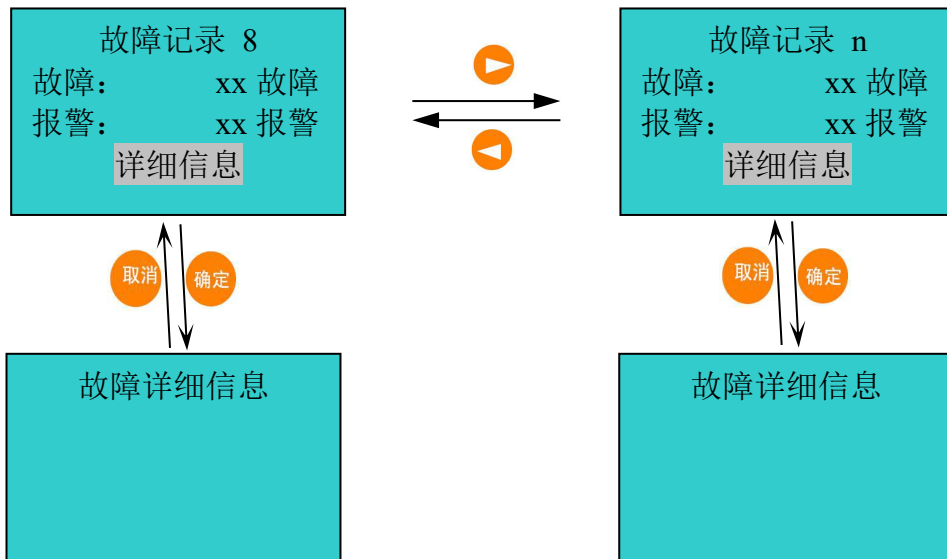 故障记录 8
故障： xx 故障
报警： xx 报警
详细信息
故障记录 n
故障： xx 故障
报警： xx 报警
详细信息
取消
确定
取消
确定
故障详细信息
故障详细信息